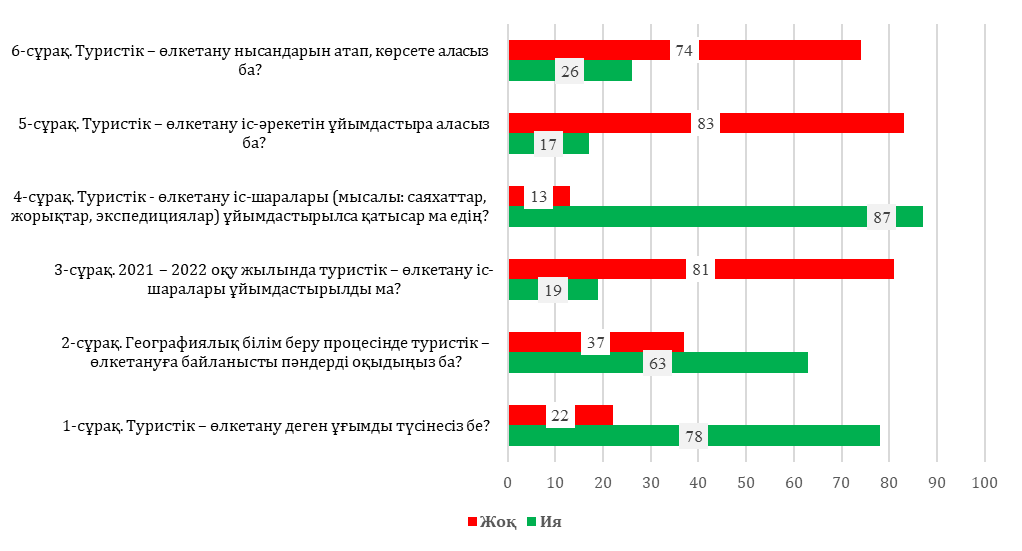 6-сұрақ. Туристік – өлкетану нысандарын атап, көрсете аласыз
ба?
74
26
5-сұрақ. Туристік – өлкетану іс-әрекетін ұйымдастыра аласыз
ба?
83
17
4-сұрақ. Туристік - өлкетану іс-шаралары (мысалы: саяхаттар,
жорықтар, экспедициялар) ұйымдастырылса қатысар ма едің?
13
87
3-сұрақ. 2021 – 2022 оқу жылында туристік – өлкетану іс-
шаралары ұйымдастырылды ма?
81
19
2-сұрақ. Географиялық білім беру процесінде туристік –
өлкетануға байланысты пәндерді оқыдыңыз ба?
37
63
1-сұрақ. Туристік – өлкетану деген ұғымды түсінесіз бе?
22
78
0 10 20 30 40 50 60 70 80 90 100
Жоқ Ия